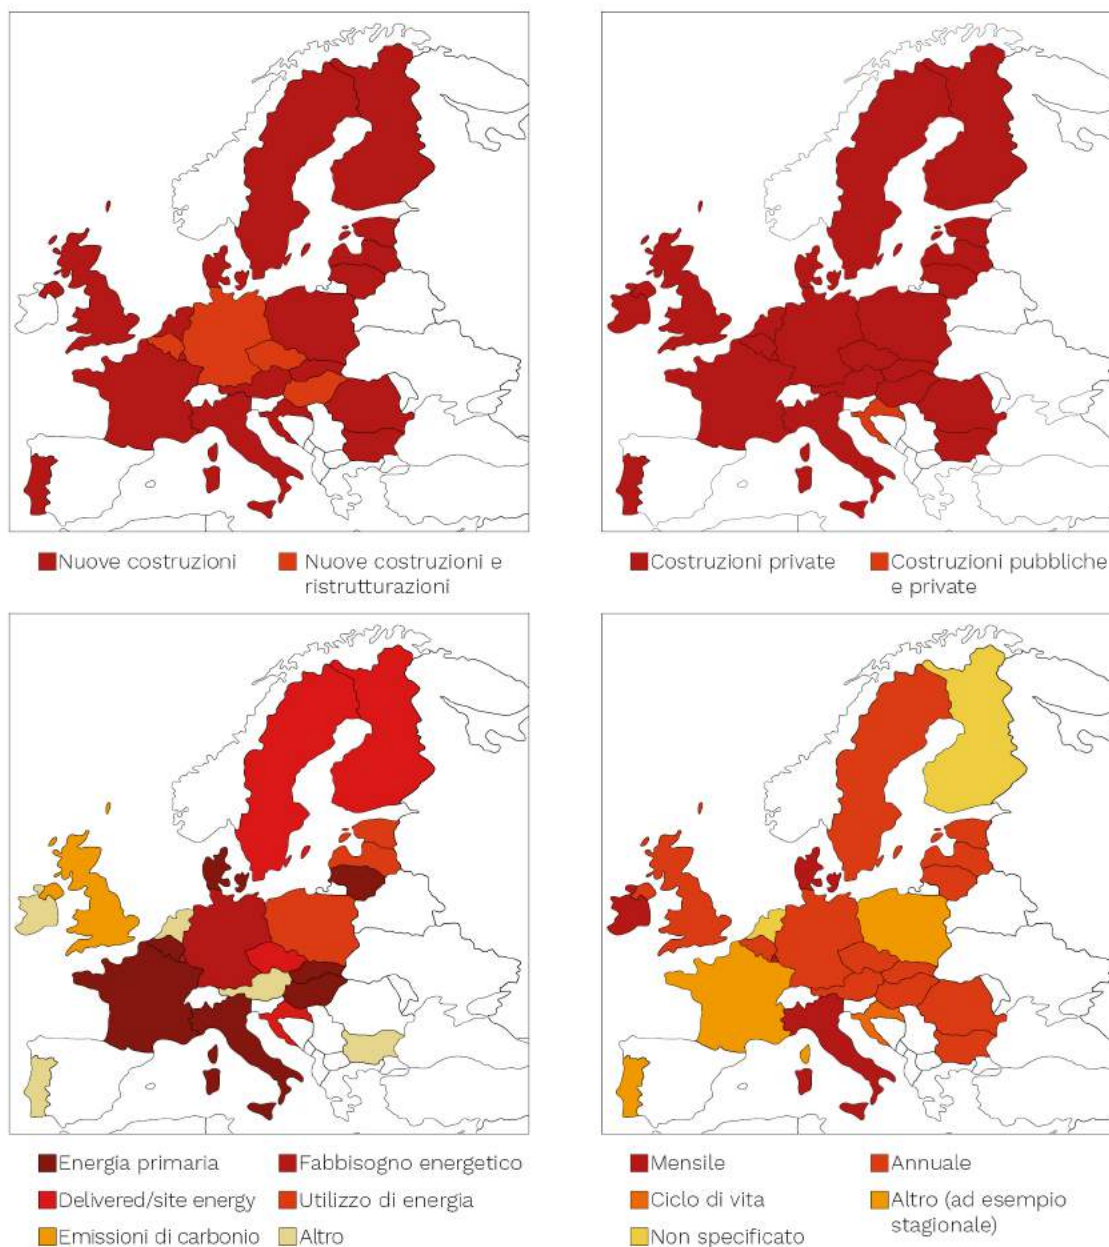 Nuove costruzioni
Nuove costruzioni e
ristrutturazioni
Costruzioni private
Costruzioni pubbliche
e private
Energia primaria
Fabbisogno energetico
Delivered/site energy
Utilizzo di energia
Emissioni di carbonio
Altro
Mensile
Annuale
Ciclo di vita
Altro (ad esempio
stagionale)
Non specificato